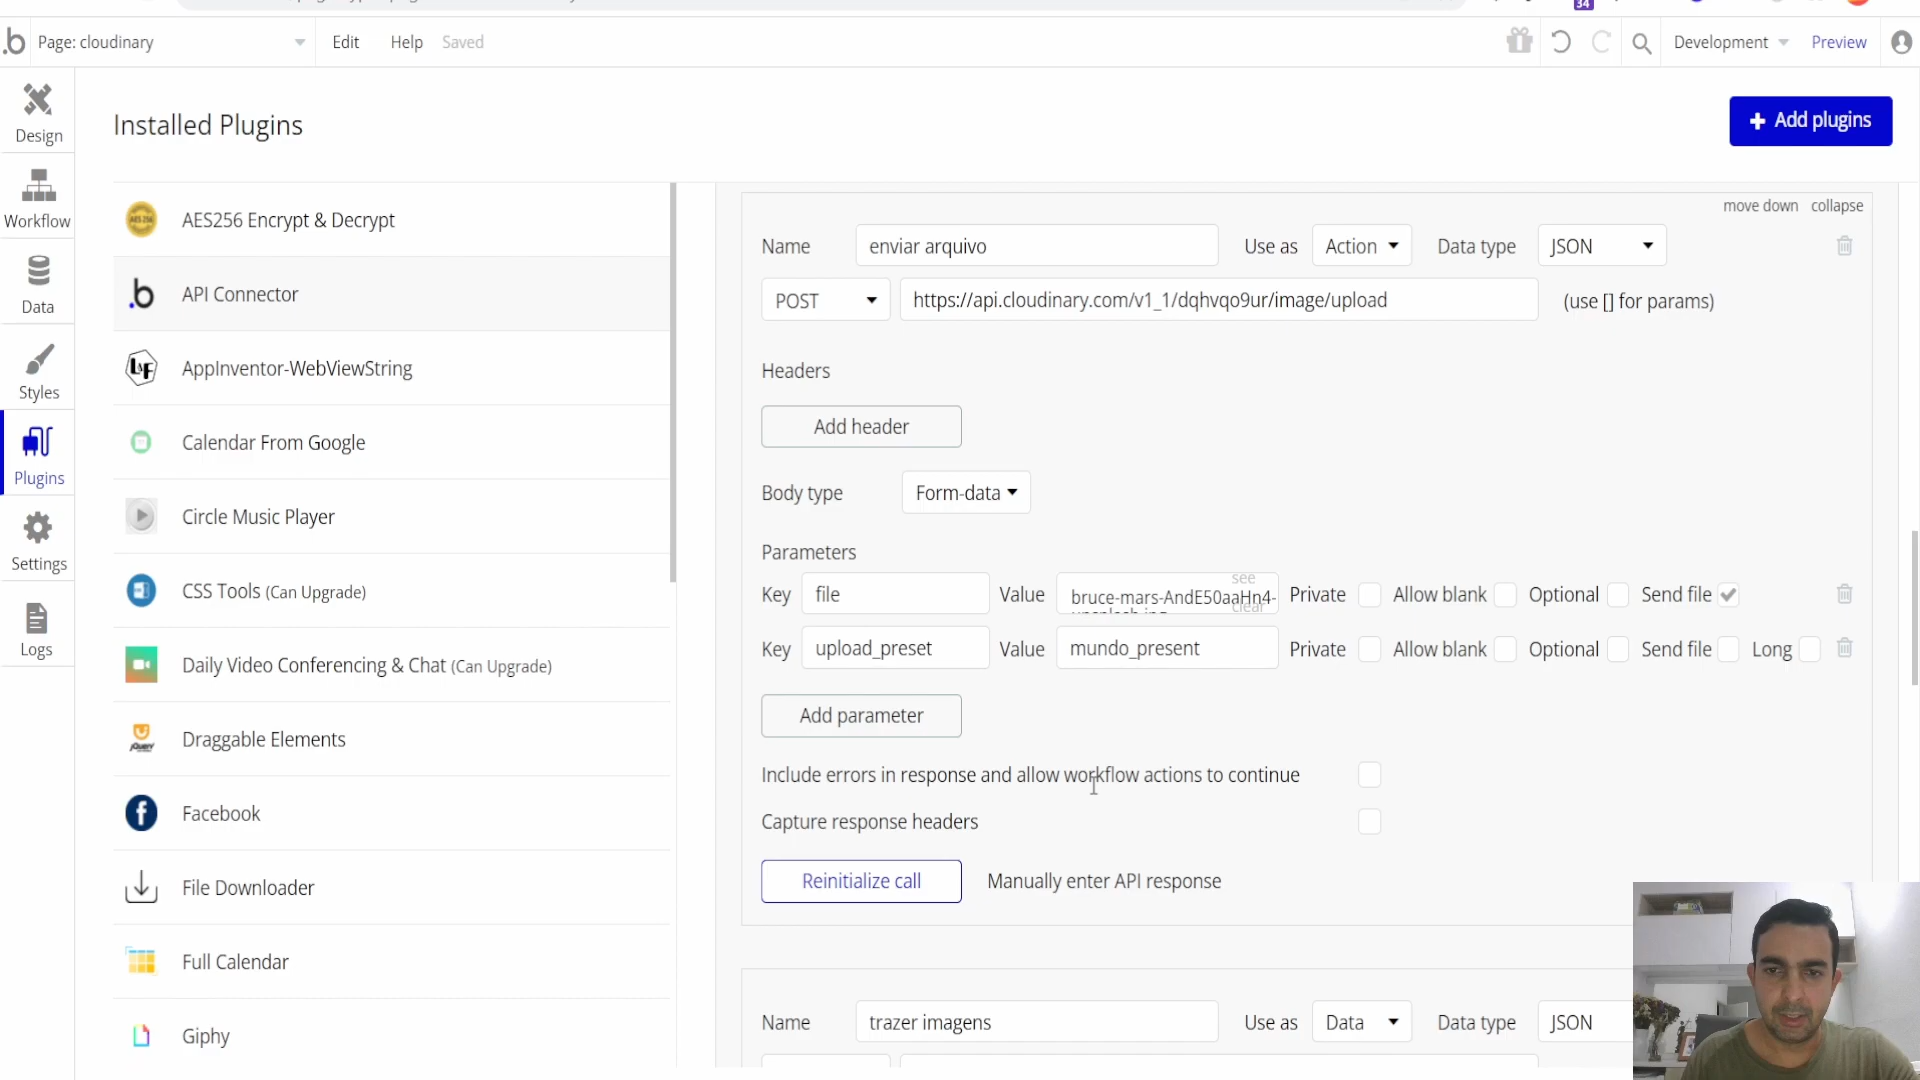 34
.b Page: cloudinary Edit Help Saved Development Preview
Design
Workflow
Data
Styles
Plugins
Settings
Logs
Installed Plugins
Add plugins
AES256 Encrypt & Decrypt
.b API Connector
AppInventor-WebViewString
Calendar From Google
Circle Music Player
CSS Tools (Can Upgrade)
Daily Video Conferencing & Chat (Can Upgrade)
Draggable Elements
Facebook
File Downloader
Full Calendar
Giphy
move down collapse
Name enviar arquivo Use as Action Data type JSON
POST https://api.cloudinary.com/v1_1/dqhvqo9ur/image/upload (use [] for params)
Headers
Add header
Body type Form-data
Parameters
see
Key file Value bruce-mars-AndE50aaHn4- Private Allow blank Optional Send file
clear
Key upload_preset Value mundo_present Private Allow blank Optional Send file Long
Add parameter
Include errors in response and allow workflow actions to continue
Capture response headers
Reinitialize call Manually enter API response
Name trazer imagens Use as Data Data type JSON